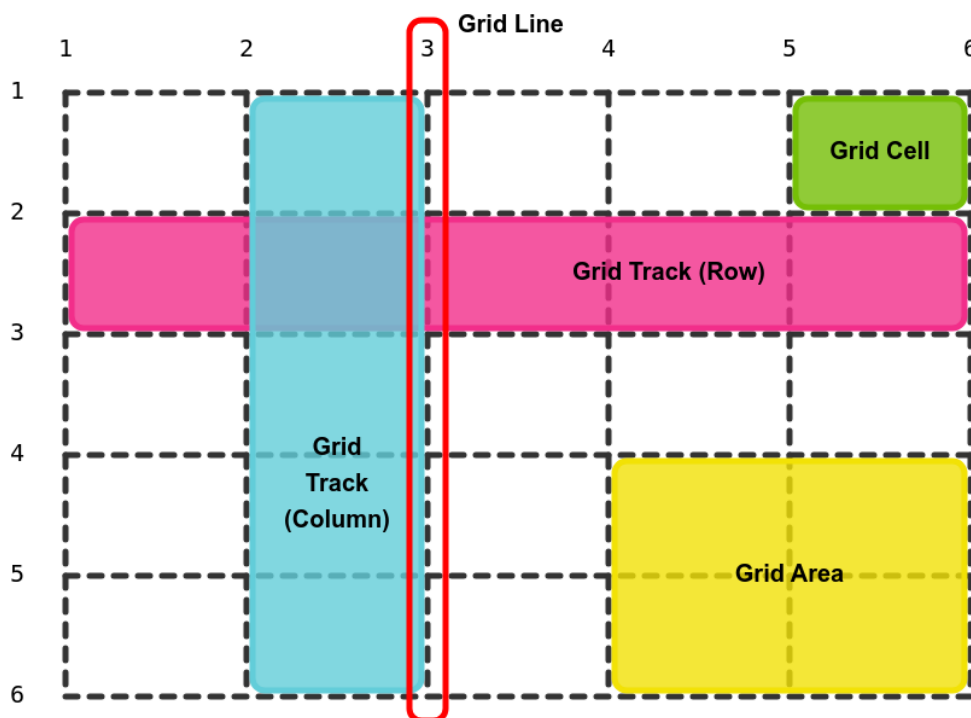 Grid Line
1 2 3 4 5 6
1
Grid Cell
2
Grid Track (Row)
3
4
Grid
Track
(Column)
5
Grid Area
6